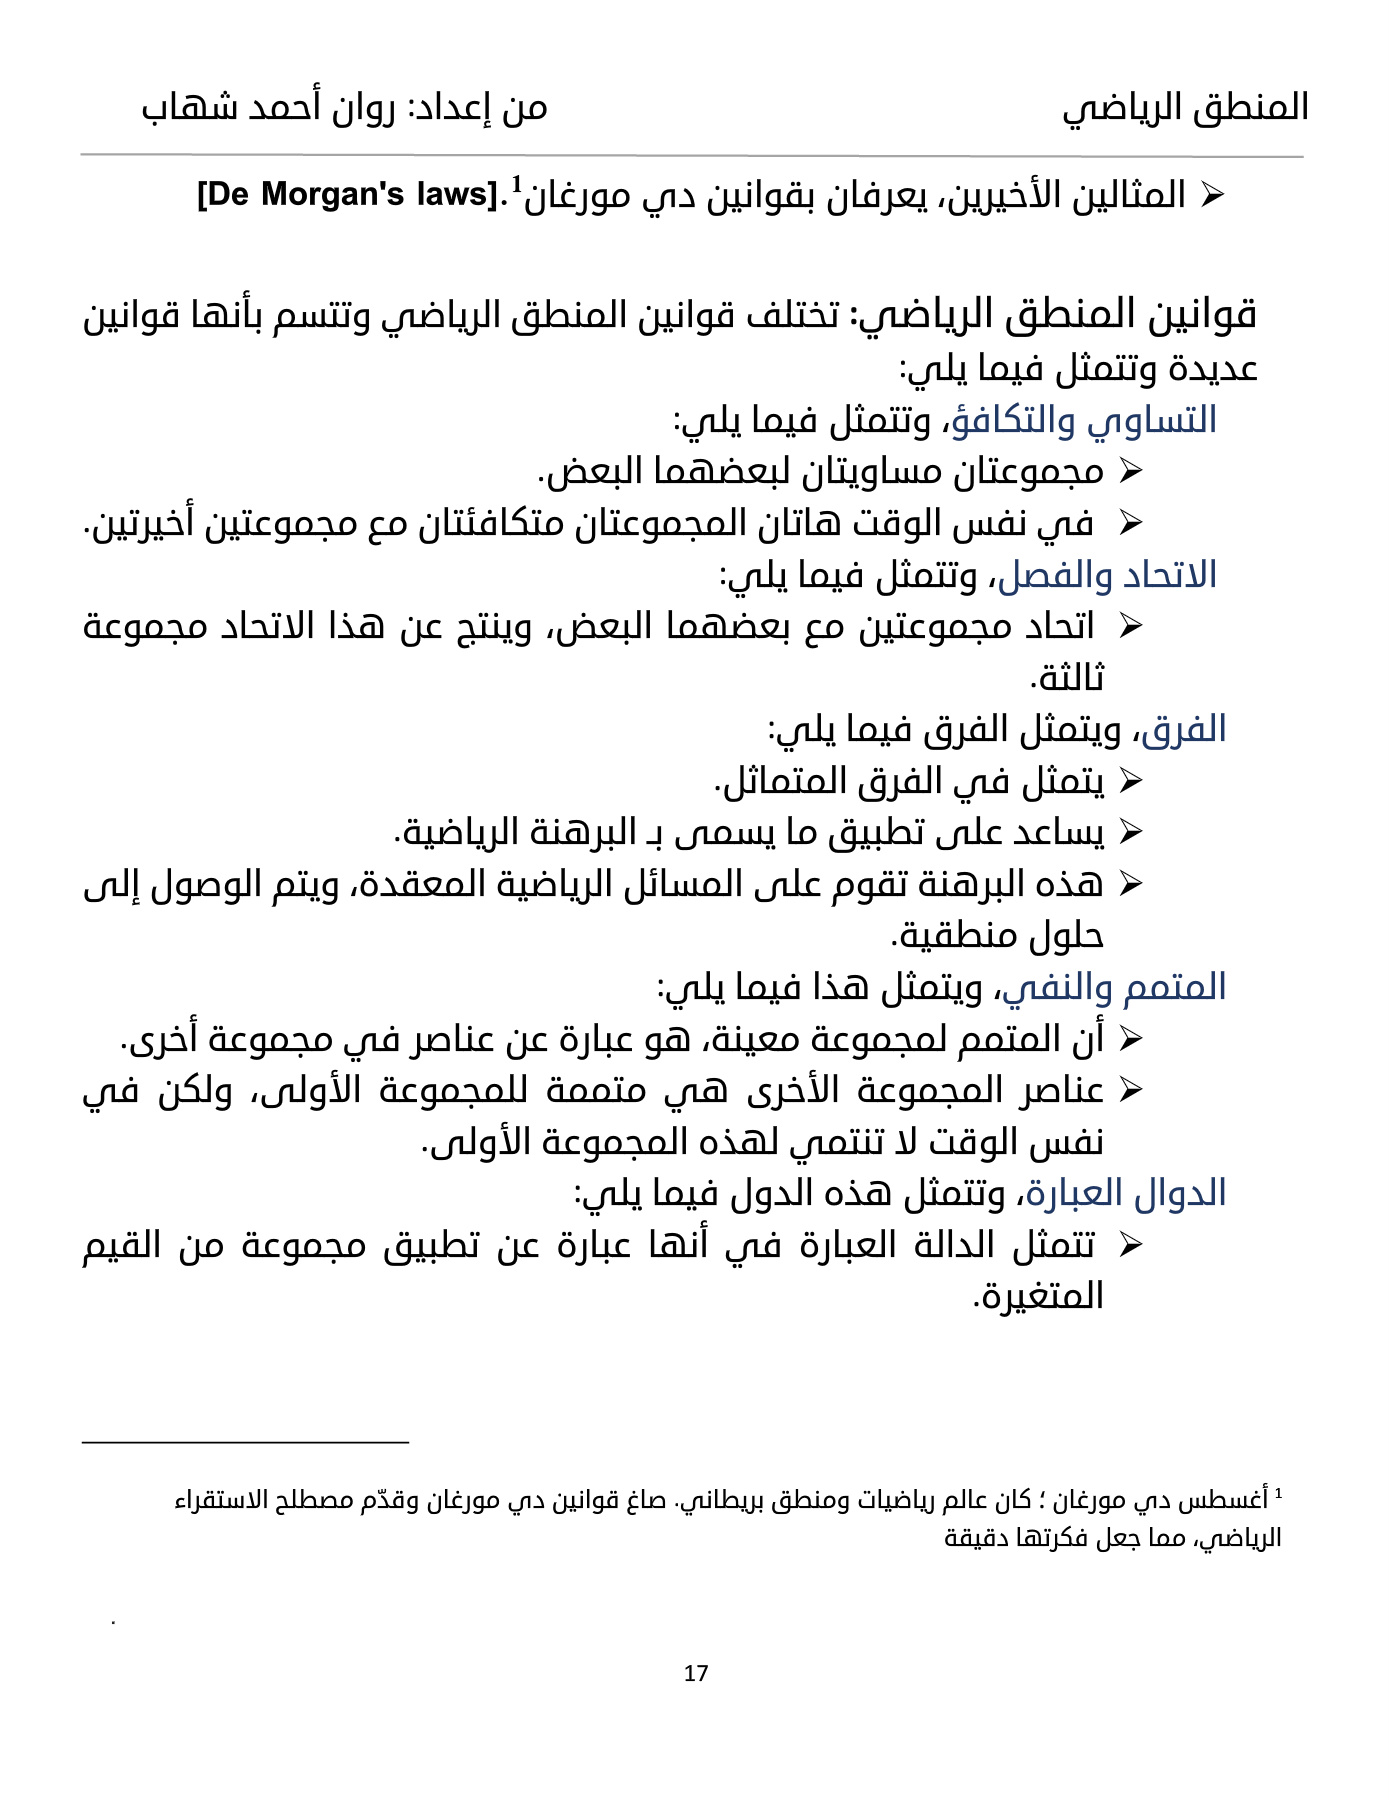 المنطق الرياضي من إعداد: روان أحمد شهاب
⮚ المثالين الأخيرين، يعرفان بقوانين دي مورغان1.[De Morgan's laws]
قوانين المنطق الرياضي: تختلف قوانين المنطق الرياضي وتتسم بأنها قوانين
عديدة وتتمثل فيما يلي:
التساوي والتكافؤ، وتتمثل فيما يلي:
⮚ مجموعتان مساويتان لبعضهما البعض.
⮚ في نفس الوقت هاتان المجموعتان متكافئتان مع مجموعتين أخيرتين.
الاتحاد والفصل، وتتمثل فيما يلي:
⮚ اتحاد مجموعتين مع بعضهما البعض، وينتج عن هذا الاتحاد مجموعة
ثالثة.
الفرق، ويتمثل الفرق فيما يلي:
⮚ يتمثل في الفرق المتماثل.
⮚ يساعد على تطبيق ما يسمى بـ البرهنة الرياضية.
⮚ هذه البرهنة تقوم على المسائل الرياضية المعقدة، ويتم الوصول إلى
حلول منطقية.
المتمم والنفي، ويتمثل هذا فيما يلي:
⮚ أن المتمم لمجموعة معينة، هو عبارة عن عناصر في مجموعة أخرى.
⮚ عناصر المجموعة الأخرى هي متممة للمجموعة الأولى، ولكن في
نفس الوقت لا تنتمي لهذه المجموعة الأولى.
الدوال العبارة، وتتمثل هذه الدول فيما يلي:
⮚ تتمثل الدالة العبارة في أنها عبارة عن تطبيق مجموعة من القيم
المتغيرة.
1 أغسطس دي مورغان ؛ كان عالم رياضيات ومنطق بريطاني. صاغ قوانين دي مورغان وقدّم مصطلح الاستقراء
الرياضي، مما جعل فكرتها دقيقة
.
17